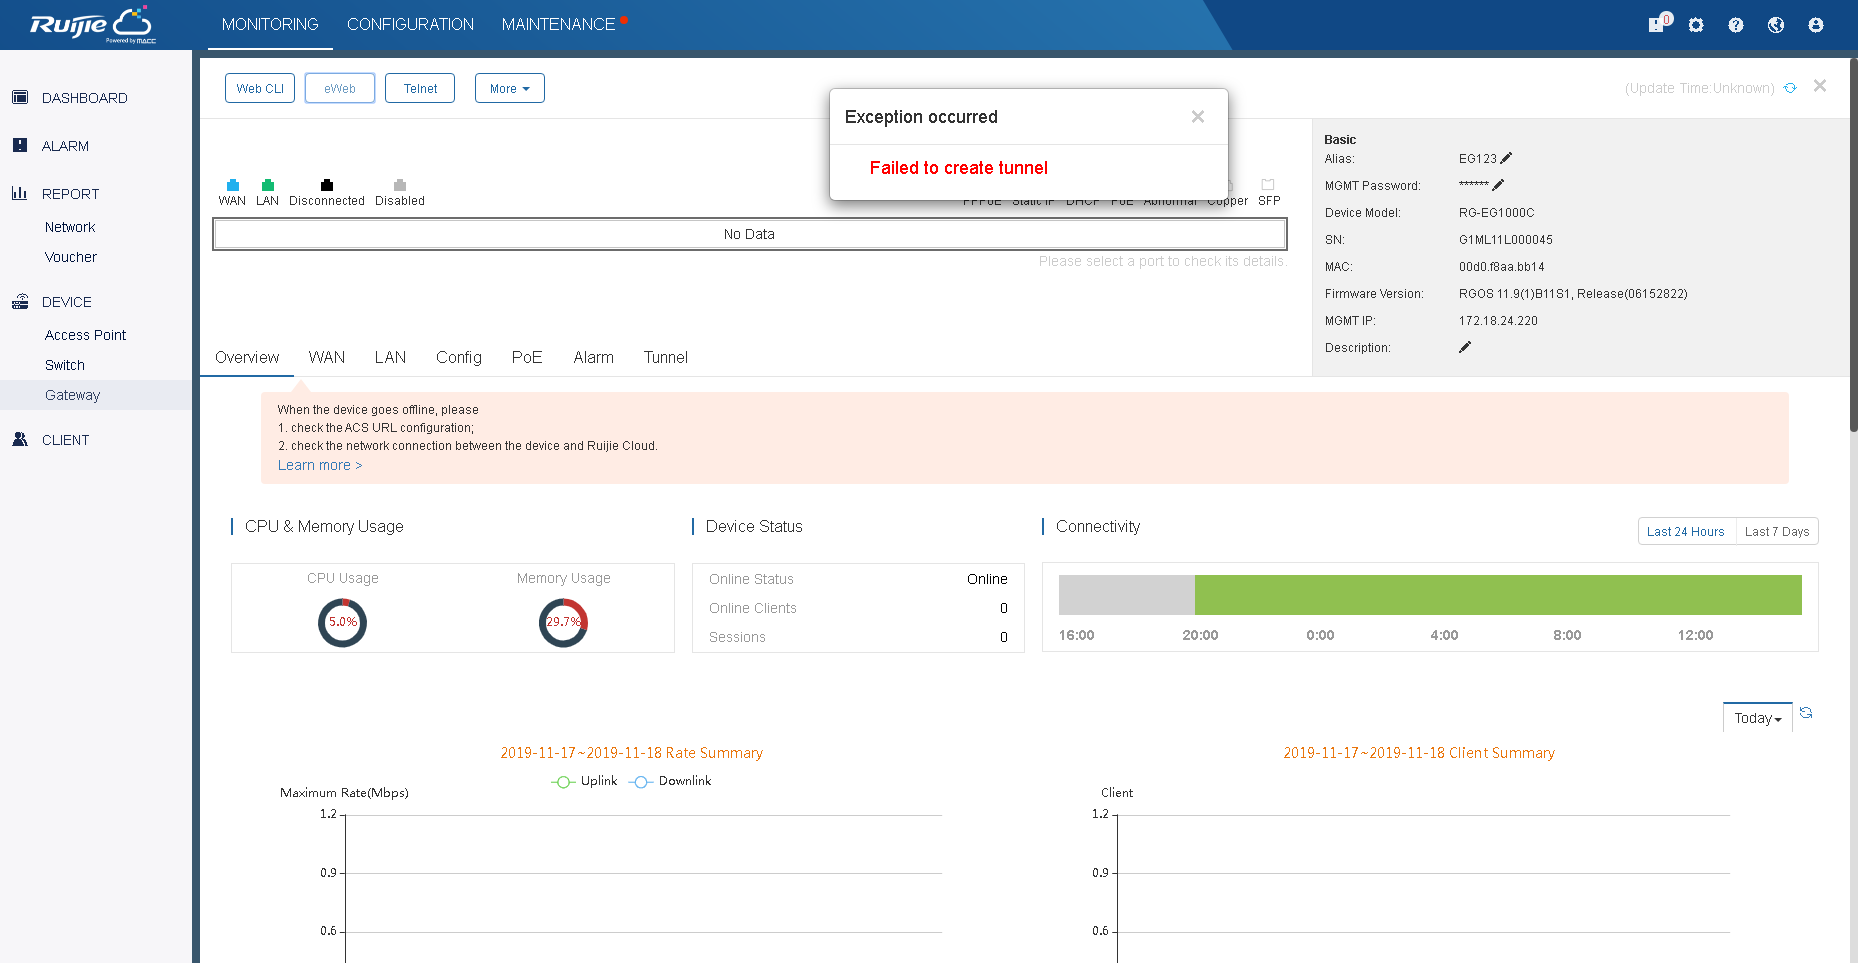 Ruijie
Powered by MACC
MONITORING CONFIGURATION MAINTENANCE
0
DASHBOARD
ALARM
REPORT
Network
Voucher
DEVICE
Access Point
Switch
Gateway
CLIENT
Web CLI eWeb Telnet More
(Update Time:Unknown)
Exception occurred
Failed to create tunnel
WAN LAN Disconnected Disabled
PPPoE Static IP DHCP PoE Abnormal Copper SFP
No Data
Please select a port to check its details.
Basic
Alias: EG123
MGMT Password: ******
Device Model: RG-EG1000C
SN: G1ML11L000045
MAC: 00d0.f8aa.bb14
Firmware Version: RGOS 11.9(1)B11S1, Release(06152822)
MGMT IP: 172.18.24.220
Description:
Overview WAN LAN Config PoE Alarm Tunnel
When the device goes offline, please
1. check the ACS URL configuration;
2. check the network connection between the device and Ruijie Cloud.
Learn more >
CPU & Memory Usage
CPU Usage Memory Usage
5.0% 29.7%
Device Status
Online Status Online
Online Clients 0
Sessions 0
Connectivity
Last 24 Hours Last 7 Days
16:00 20:00 0:00 4:00 8:00 12:00
Today
2019-11-17~2019-11-18 Rate Summary
Uplink Downlink
Maximum Rate(Mbps)
1.2
0.9
0.6
2019-11-17~2019-11-18 Client Summary
Client
1.2
0.9
0.6